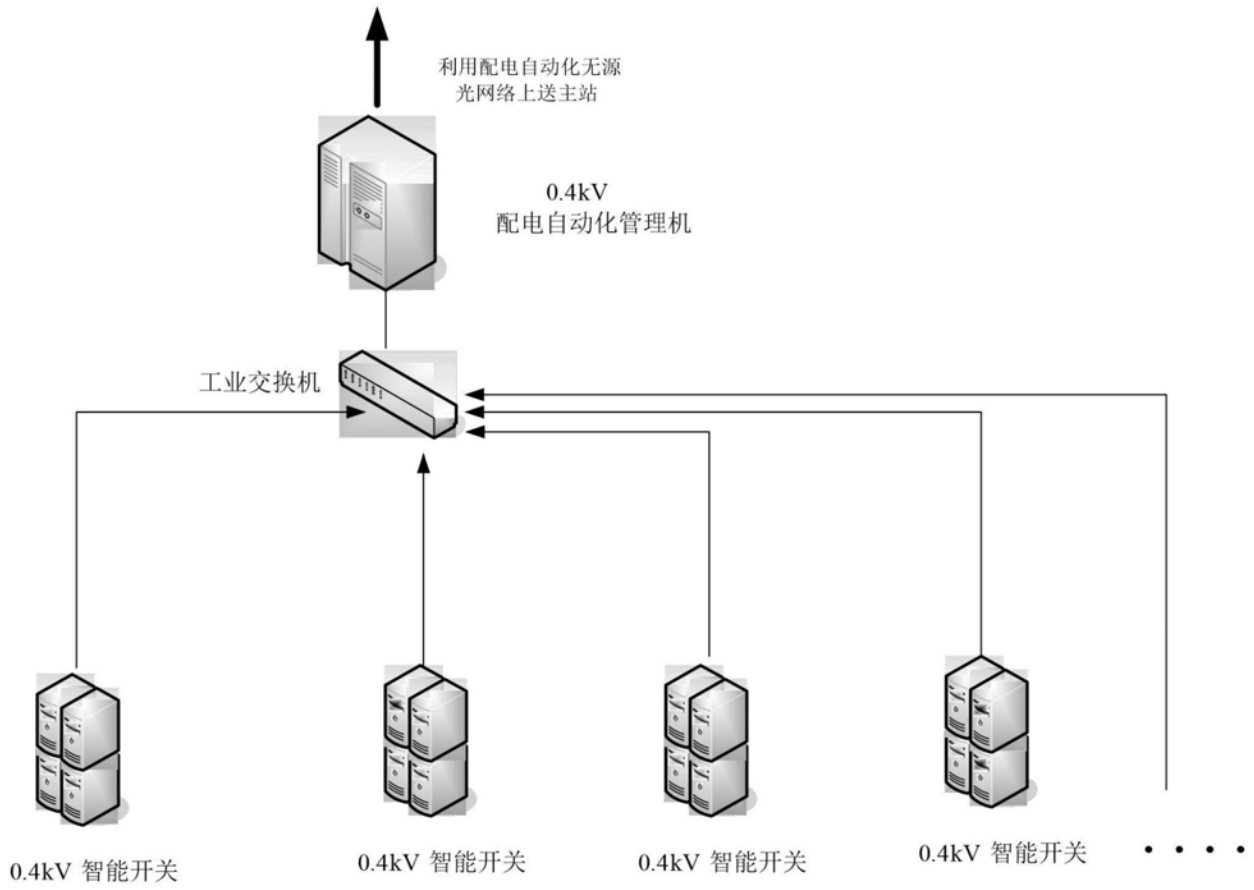 利用配电自动化无源
光网络上送主站
0.4kV
配电自动化管理机
工业交换机
0.4kV 智能开关
0.4kV 智能开关
0.4kV 智能开关
0.4kV 智能开关
· · · ·